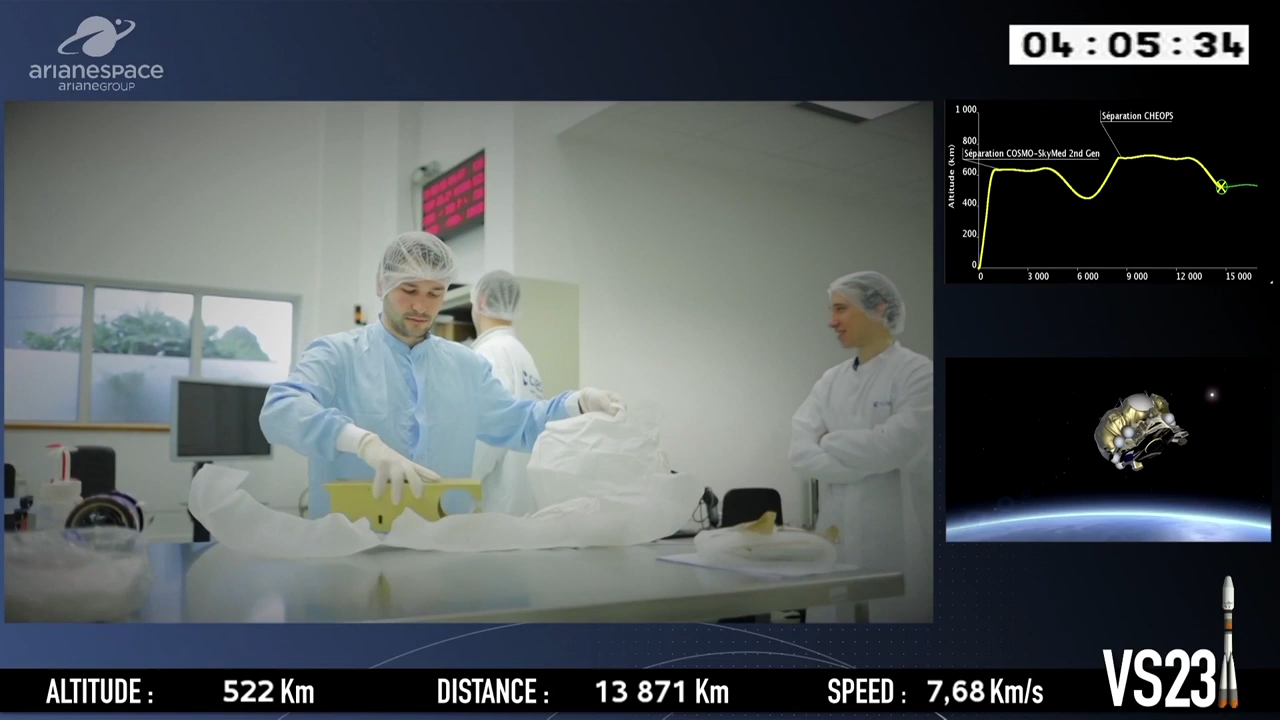 arianespace
arianeGROUP
04:05:34
1 000
800
600
400
200
0
Altitude (km)
Séparation CHEOPS
Séparation COSMO-SkyMed 2nd Gen
0
3 000
6 000
9 000
12 000
15 000
VS23
ALTITUDE : 522 Km
DISTANCE : 13 871 Km
SPEED : 7,68 Km/s